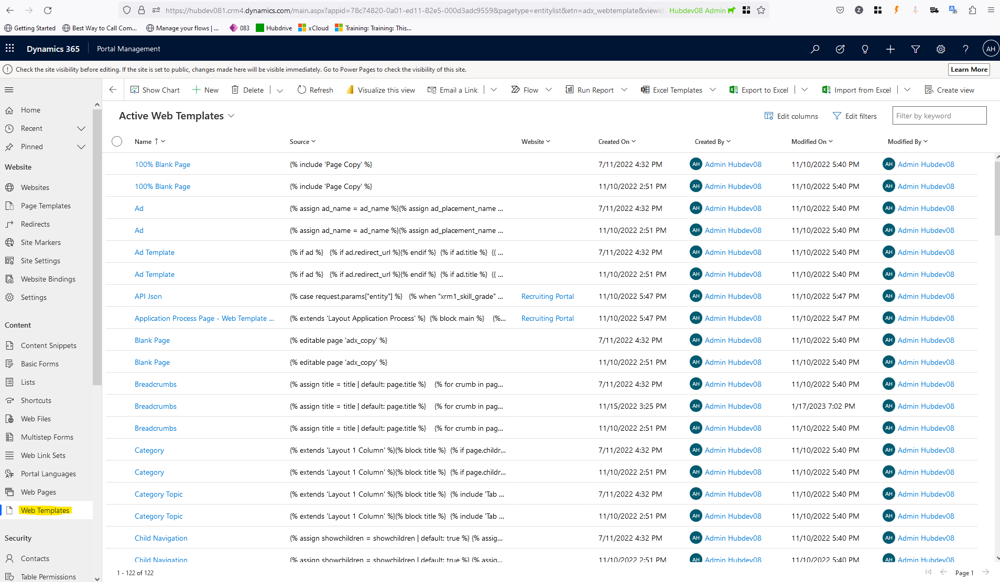 https://hubdev081.crm4.dynamics.com/main.aspx?appid=78c74820-0a01-ed11-82e5-000d3adc9559&pagetype=entitylist&etn=adx_webtemplate&viewid Hubdev08 Admin
Getting Started Best Way to Call Com... Manage your flows | ... 083 Hubdrive xCloud Training: Training: This...
Dynamics 365 Portal Management AH
Check the site visibility before editing. If the site is set to public, changes made here will be visible immediately. Go to Power Pages to check the visibility of this site. Learn More
Show Chart New Delete Refresh Visualize this view Email a Link Flow Run Report Excel Templates Export to Excel Import from Excel Create view
Home
Recent
Pinned
Website
Websites
Page Templates
Redirects
Site Markers
Site Settings
Website Bindings
Settings
Content
Content Snippets
Basic Forms
Lists
Shortcuts
Web Files
Multistep Forms
Web Link Sets
Portal Languages
Web Pages
Web Templates
Security
Contacts
Table Permissions
Active Web Templates Edit columns Edit filters Filter by keyword
Name Source Website Created On Created By Modified On Modified By
100% Blank Page {% include 'Page Copy' %} 7/11/2022 4:32 PM AH Admin Hubdev08 11/10/2022 5:40 PM AH Admin Hubdev08
100% Blank Page {% include 'Page Copy' %} 11/10/2022 2:51 PM AH Admin Hubdev08 11/10/2022 5:40 PM AH Admin Hubdev08
Ad {% assign ad_name = ad_name %}{% assign ad_placement_name ... 7/11/2022 4:32 PM AH Admin Hubdev08 11/10/2022 5:40 PM AH Admin Hubdev08
Ad {% assign ad_name = ad_name %}{% assign ad_placement_name ... 11/10/2022 2:51 PM AH Admin Hubdev08 11/10/2022 5:40 PM AH Admin Hubdev08
Ad Template {% if ad %} {% if ad.redirect_url %}{% endif %} {% if ad.title %} {{ ... 7/11/2022 4:32 PM AH Admin Hubdev08 11/10/2022 5:40 PM AH Admin Hubdev08
Ad Template {% if ad %} {% if ad.redirect_url %}{% endif %} {% if ad.title %} {{ ... 11/10/2022 2:51 PM AH Admin Hubdev08 11/10/2022 5:40 PM AH Admin Hubdev08
API Json {% case request.params["entity"] %} {% when "xrm1_skill_grade" ... Recruiting Portal 11/10/2022 5:47 PM AH Admin Hubdev08 11/10/2022 5:47 PM AH Admin Hubdev08
Application Process Page - Web Template ... {% extends 'Layout Application Process' %} {% block main %} {%... Recruiting Portal 11/10/2022 5:47 PM AH Admin Hubdev08 11/10/2022 5:47 PM AH Admin Hubdev08
Blank Page {% editable page 'adx_copy' %} 7/11/2022 4:32 PM AH Admin Hubdev08 11/10/2022 5:40 PM AH Admin Hubdev08
Blank Page {% editable page 'adx_copy' %} 11/10/2022 2:51 PM AH Admin Hubdev08 11/10/2022 5:40 PM AH Admin Hubdev08
Breadcrumbs {% assign title = title | default: page.title %} {% for crumb in pag... 7/11/2022 4:32 PM AH Admin Hubdev08 11/10/2022 5:40 PM AH Admin Hubdev08
Breadcrumbs {% assign title = title | default: page.title %} {% for crumb in pag... 11/15/2022 3:25 PM AH Admin Hubdev08 1/17/2023 7:02 PM AH Admin Hubdev08
Breadcrumbs {% assign title = title | default: page.title %} {% for crumb in pag... 11/10/2022 2:51 PM AH Admin Hubdev08 11/10/2022 5:40 PM AH Admin Hubdev08
Category {% extends 'Layout 1 Column' %}{% block title %} {% if page.childr... 7/11/2022 4:32 PM AH Admin Hubdev08 11/10/2022 5:40 PM AH Admin Hubdev08
Category {% extends 'Layout 1 Column' %}{% block title %} {% if page.childr... 11/10/2022 2:51 PM AH Admin Hubdev08 11/10/2022 5:40 PM AH Admin Hubdev08
Category Topic {% extends 'Layout 1 Column' %}{% block title %} {% include 'Tab ... 7/11/2022 4:32 PM AH Admin Hubdev08 11/10/2022 5:40 PM AH Admin Hubdev08
Category Topic {% extends 'Layout 1 Column' %}{% block title %} {% include 'Tab ... 11/10/2022 2:51 PM AH Admin Hubdev08 11/10/2022 5:40 PM AH Admin Hubdev08
Child Navigation {% assign showchildren = showchildren | default: true %} {% assig... 7/11/2022 4:32 PM AH Admin Hubdev08 11/10/2022 5:40 PM AH Admin Hubdev08
Child Navigation {% assign showchildren = showchildren | default: true %} {% assig... 11/10/2022 2:51 PM AH Admin Hubdev08 11/10/2022 5:40 PM AH Admin Hubdev08
1 - 122 of 122 Page 1